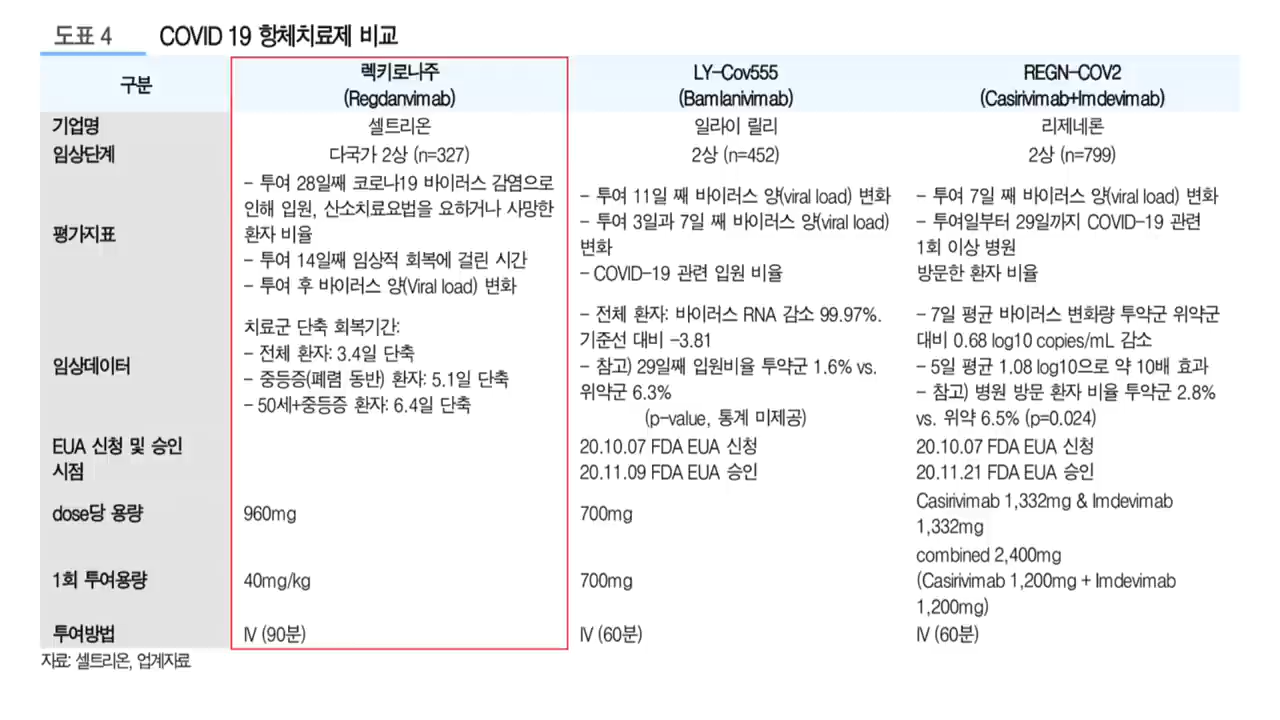 도표 4 COVID 19 항체치료제 비교
구분
렉키로나주
(Regdanvimab)
LY-Cov555
(Bamlanivimab)
REGN-COV2
(Casirivimab+Imdevimab)
기업명
셀트리온
일라이 릴리
리제네론
임상단계
다국가 2상 (n=327)
2상 (n=452)
2상 (n=799)
평가지표
- 투여 28일째 코로나19 바이러스 감염으로
인해 입원, 산소치료요법을 요하거나 사망한
환자 비율
- 투여 14일째 임상적 회복에 걸린 시간
- 투여 후 바이러스 양(Viral load) 변화
- 투여 11일 째 바이러스 양(viral load) 변화
- 투여 3일과 7일 째 바이러스 양(viral load)
변화
- COVID-19 관련 입원 비율
- 투여 7일 째 바이러스 양(viral load) 변화
- 투여일부터 29일까지 COVID-19 관련
1회 이상 병원
방문한 환자 비율
임상데이터
치료군 단축 회복기간:
- 전체 환자: 3.4일 단축
- 중등증(폐렴 동반) 환자: 5.1일 단축
- 50세+중등증 환자: 6.4일 단축
- 전체 환자: 바이러스 RNA 감소 99.97%.
기준선 대비 -3.81
- 참고) 29일째 입원비율 투약군 1.6% vs.
위약군 6.3%
(p-value, 통계 미제공)
- 7일 평균 바이러스 변화량 투약군 위약군
대비 0.68 log10 copies/mL 감소
- 5일 평균 1.08 log10으로 약 10배 효과
- 참고) 병원 방문 환자 비율 투약군 2.8%
vs. 위약 6.5% (p=0.024)
EUA 신청 및 승인
시점
20.10.07 FDA EUA 신청
20.11.09 FDA EUA 승인
20.10.07 FDA EUA 신청
20.11.21 FDA EUA 승인
dose당 용량
960mg
700mg
Casirivimab 1,332mg & Imdevimab
1,332mg
1회 투여용량
40mg/kg
700mg
combined 2,400mg
(Casirivimab 1,200mg + Imdevimab
1,200mg)
투여방법
IV (90분)
IV (60분)
IV (60분)
자료: 셀트리온, 업계자료